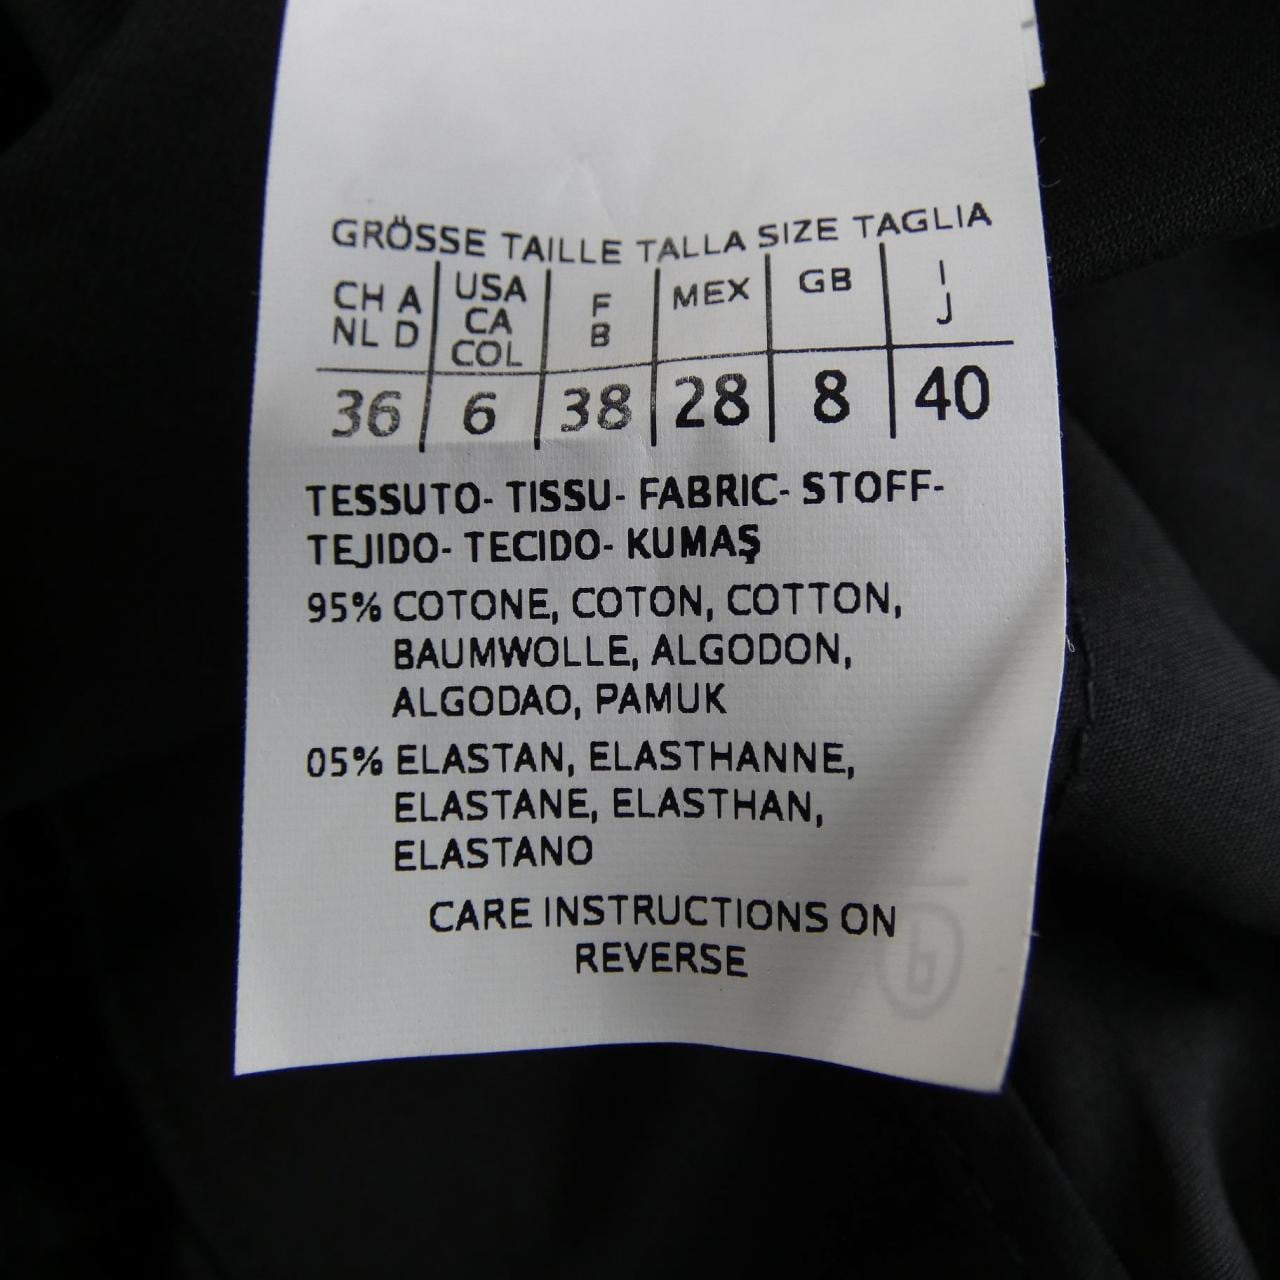 GRÖSSE TAILLE TALLA SIZE TAGLIA
CH A USA F MEX GB I
NL D CA B J
COL
36 6 38 28 8 40
TESSUTO- TISSU- FABRIC- STOFF-
TEJIDO- TECIDO- KUMAŞ
95% COTONE, COTON, COTTON,
BAUMWOLLE, ALGODON,
ALGODAO, PAMUK
05% ELASTAN, ELASTHANNE,
ELASTANE, ELASTHAN,
ELASTANO
CARE INSTRUCTIONS ON
REVERSE